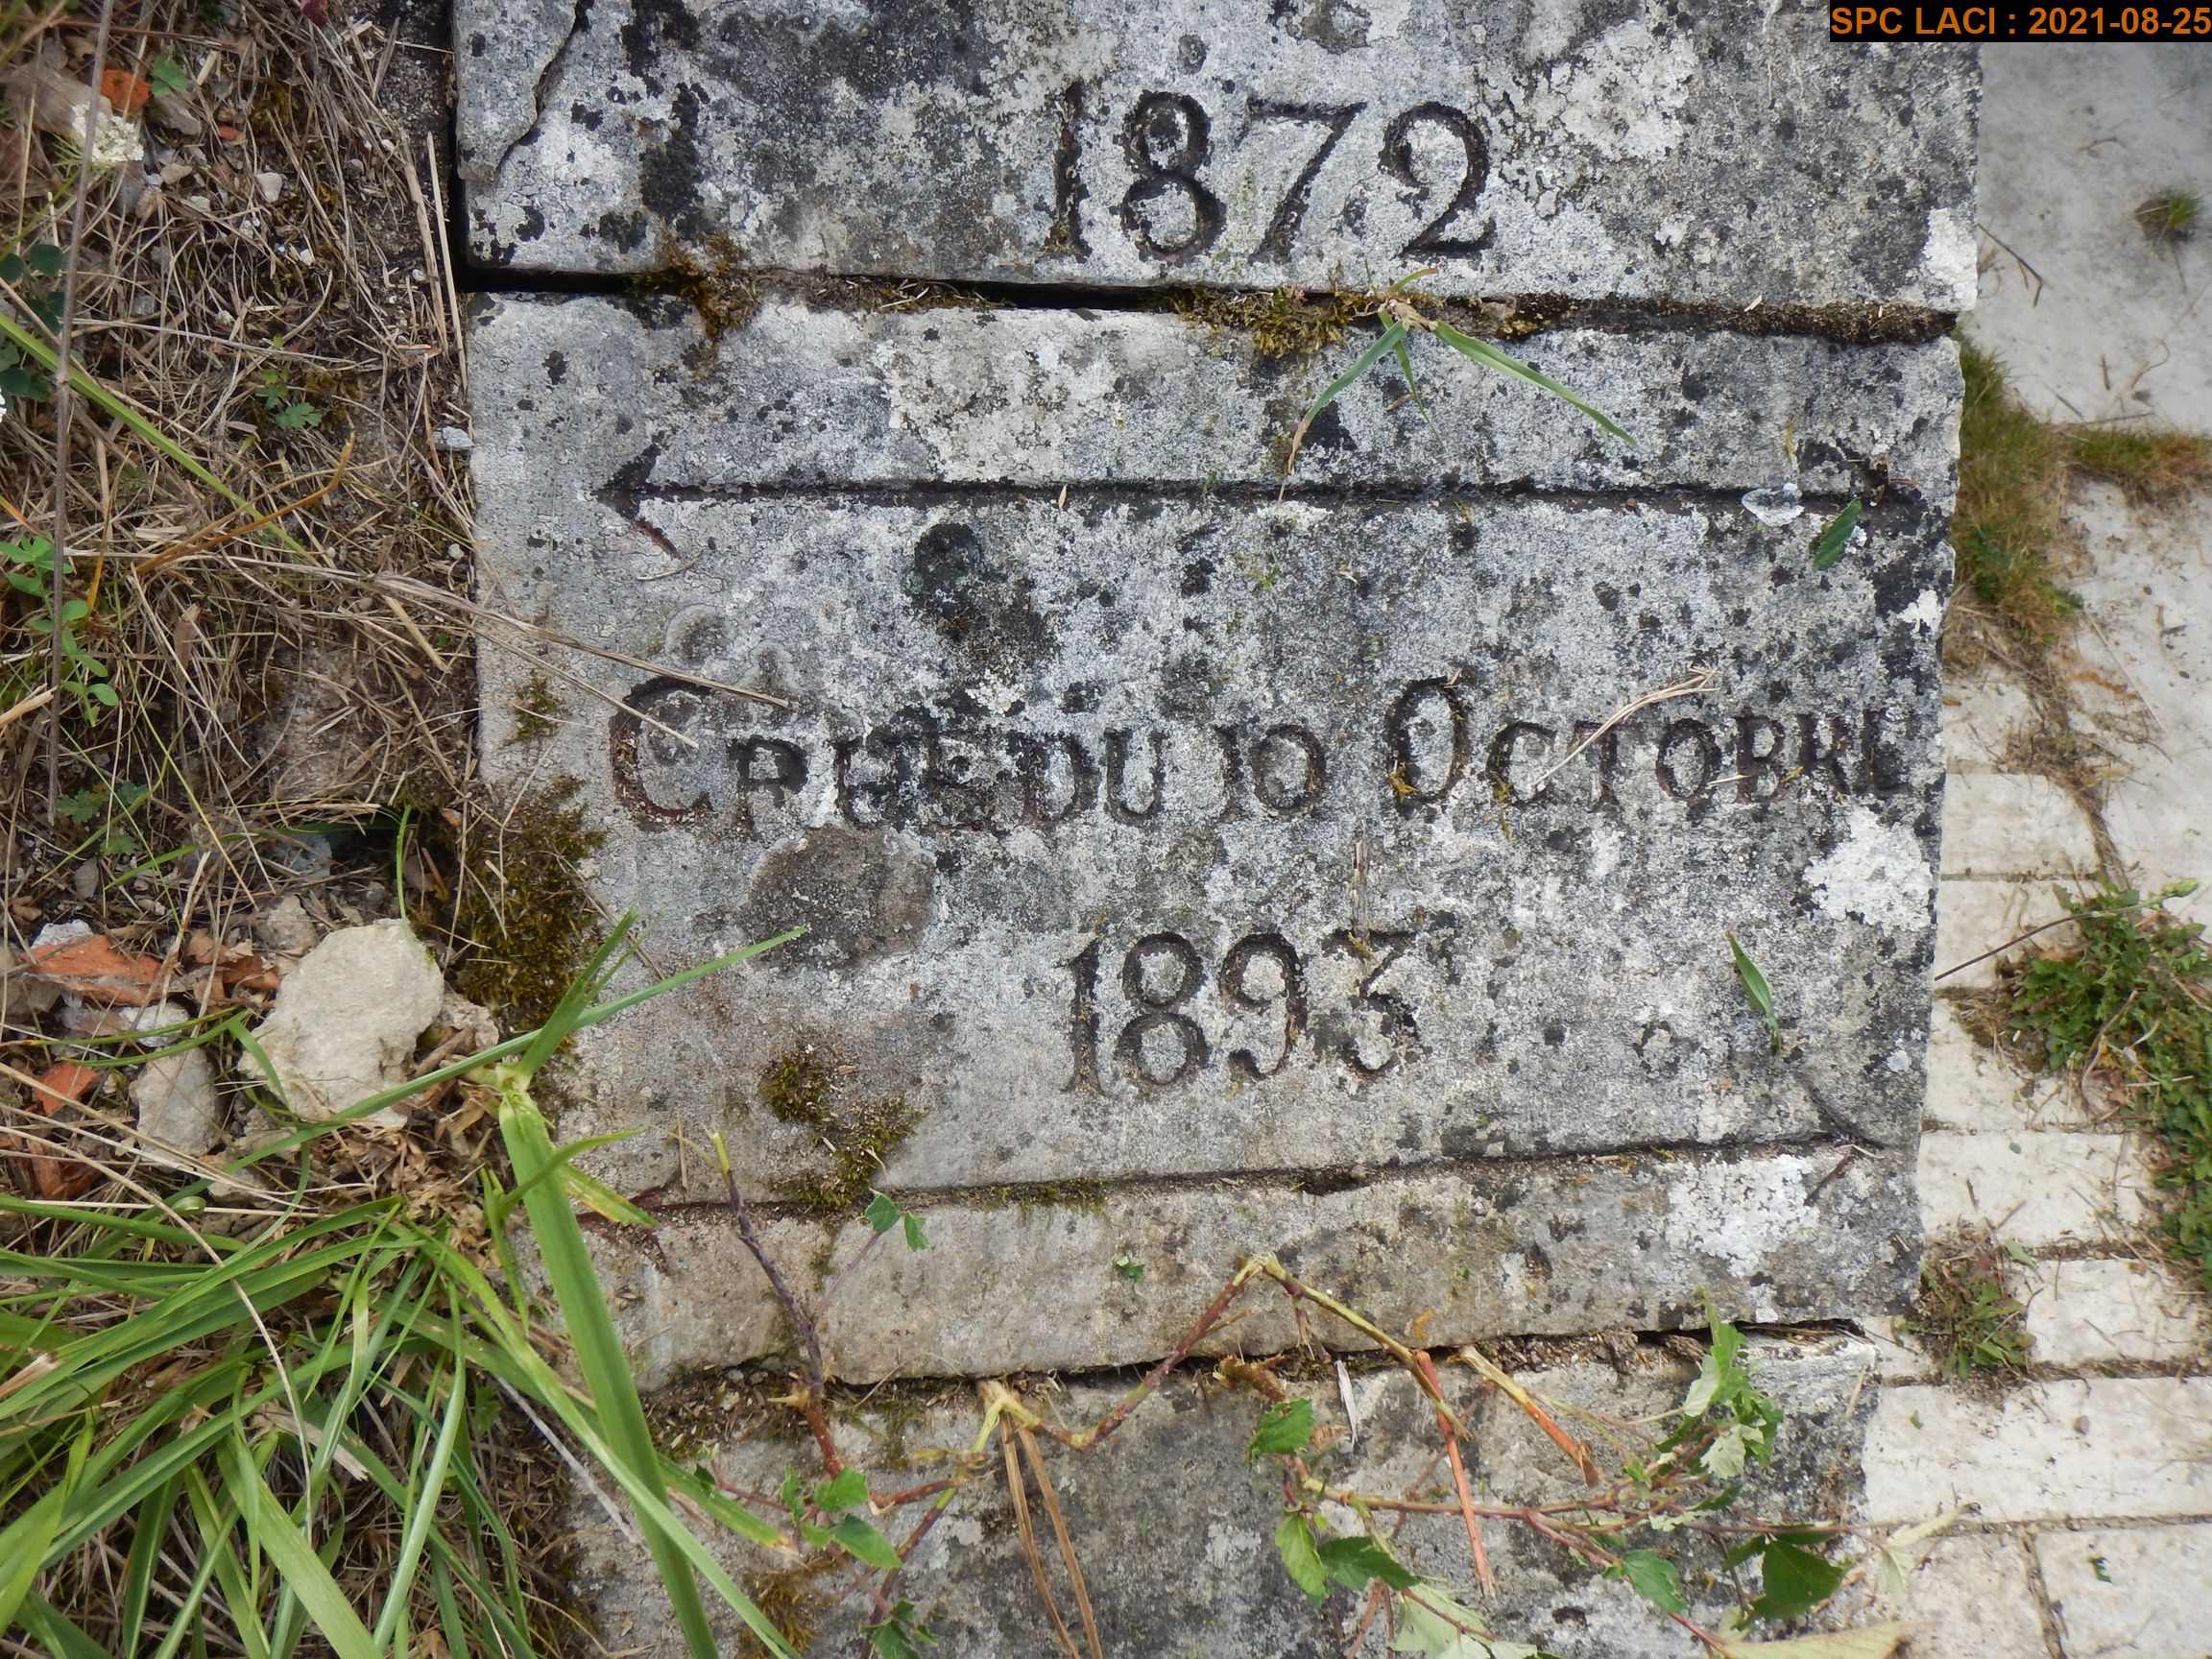 SPC LACI : 2021-08-25
1872
CRUE DU 10 OCTOBRE
1893